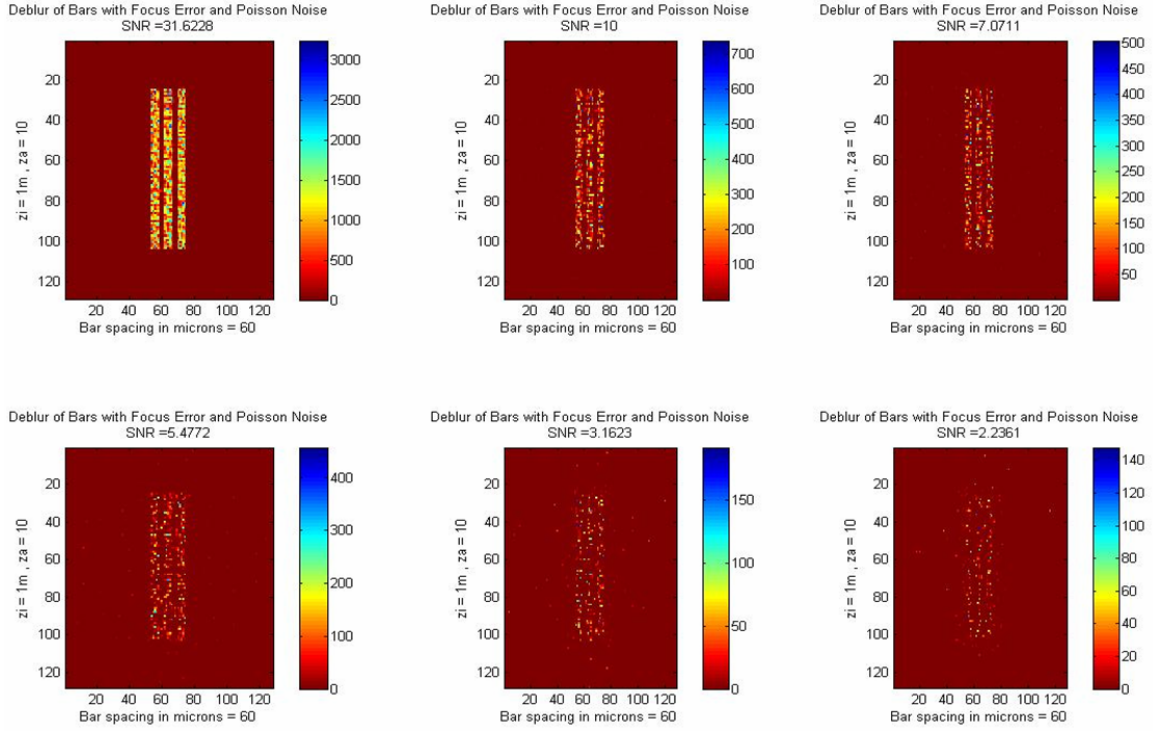 Deblur of Bars with Focus Error and Poisson Noise
SNR =31.6228
zi = 1m , za = 10
20
40
60
80
100
120
20 40 60 80 100 120
Bar spacing in microns = 60
3000
2500
2000
1500
1000
500
0
Deblur of Bars with Focus Error and Poisson Noise
SNR =10
zi = 1m , za = 10
20
40
60
80
100
120
20 40 60 80 100 120
Bar spacing in microns = 60
700
600
500
400
300
200
100
Deblur of Bars with Focus Error and Poisson Noise
SNR =7.0711
zi = 1m , za = 10
20
40
60
80
100
120
20 40 60 80 100 120
Bar spacing in microns = 60
500
450
400
350
300
250
200
150
100
50
Deblur of Bars with Focus Error and Poisson Noise
SNR =5.4772
zi = 1m , za = 10
20
40
60
80
100
120
20 40 60 80 100 120
Bar spacing in microns = 60
400
300
200
100
0
Deblur of Bars with Focus Error and Poisson Noise
SNR =3.1623
zi = 1m , za = 10
20
40
60
80
100
120
20 40 60 80 100 120
Bar spacing in microns = 60
150
100
50
0
Deblur of Bars with Focus Error and Poisson Noise
SNR =2.2361
zi = 1m , za = 10
20
40
60
80
100
120
20 40 60 80 100 120
Bar spacing in microns = 60
140
120
100
80
60
40
20
0